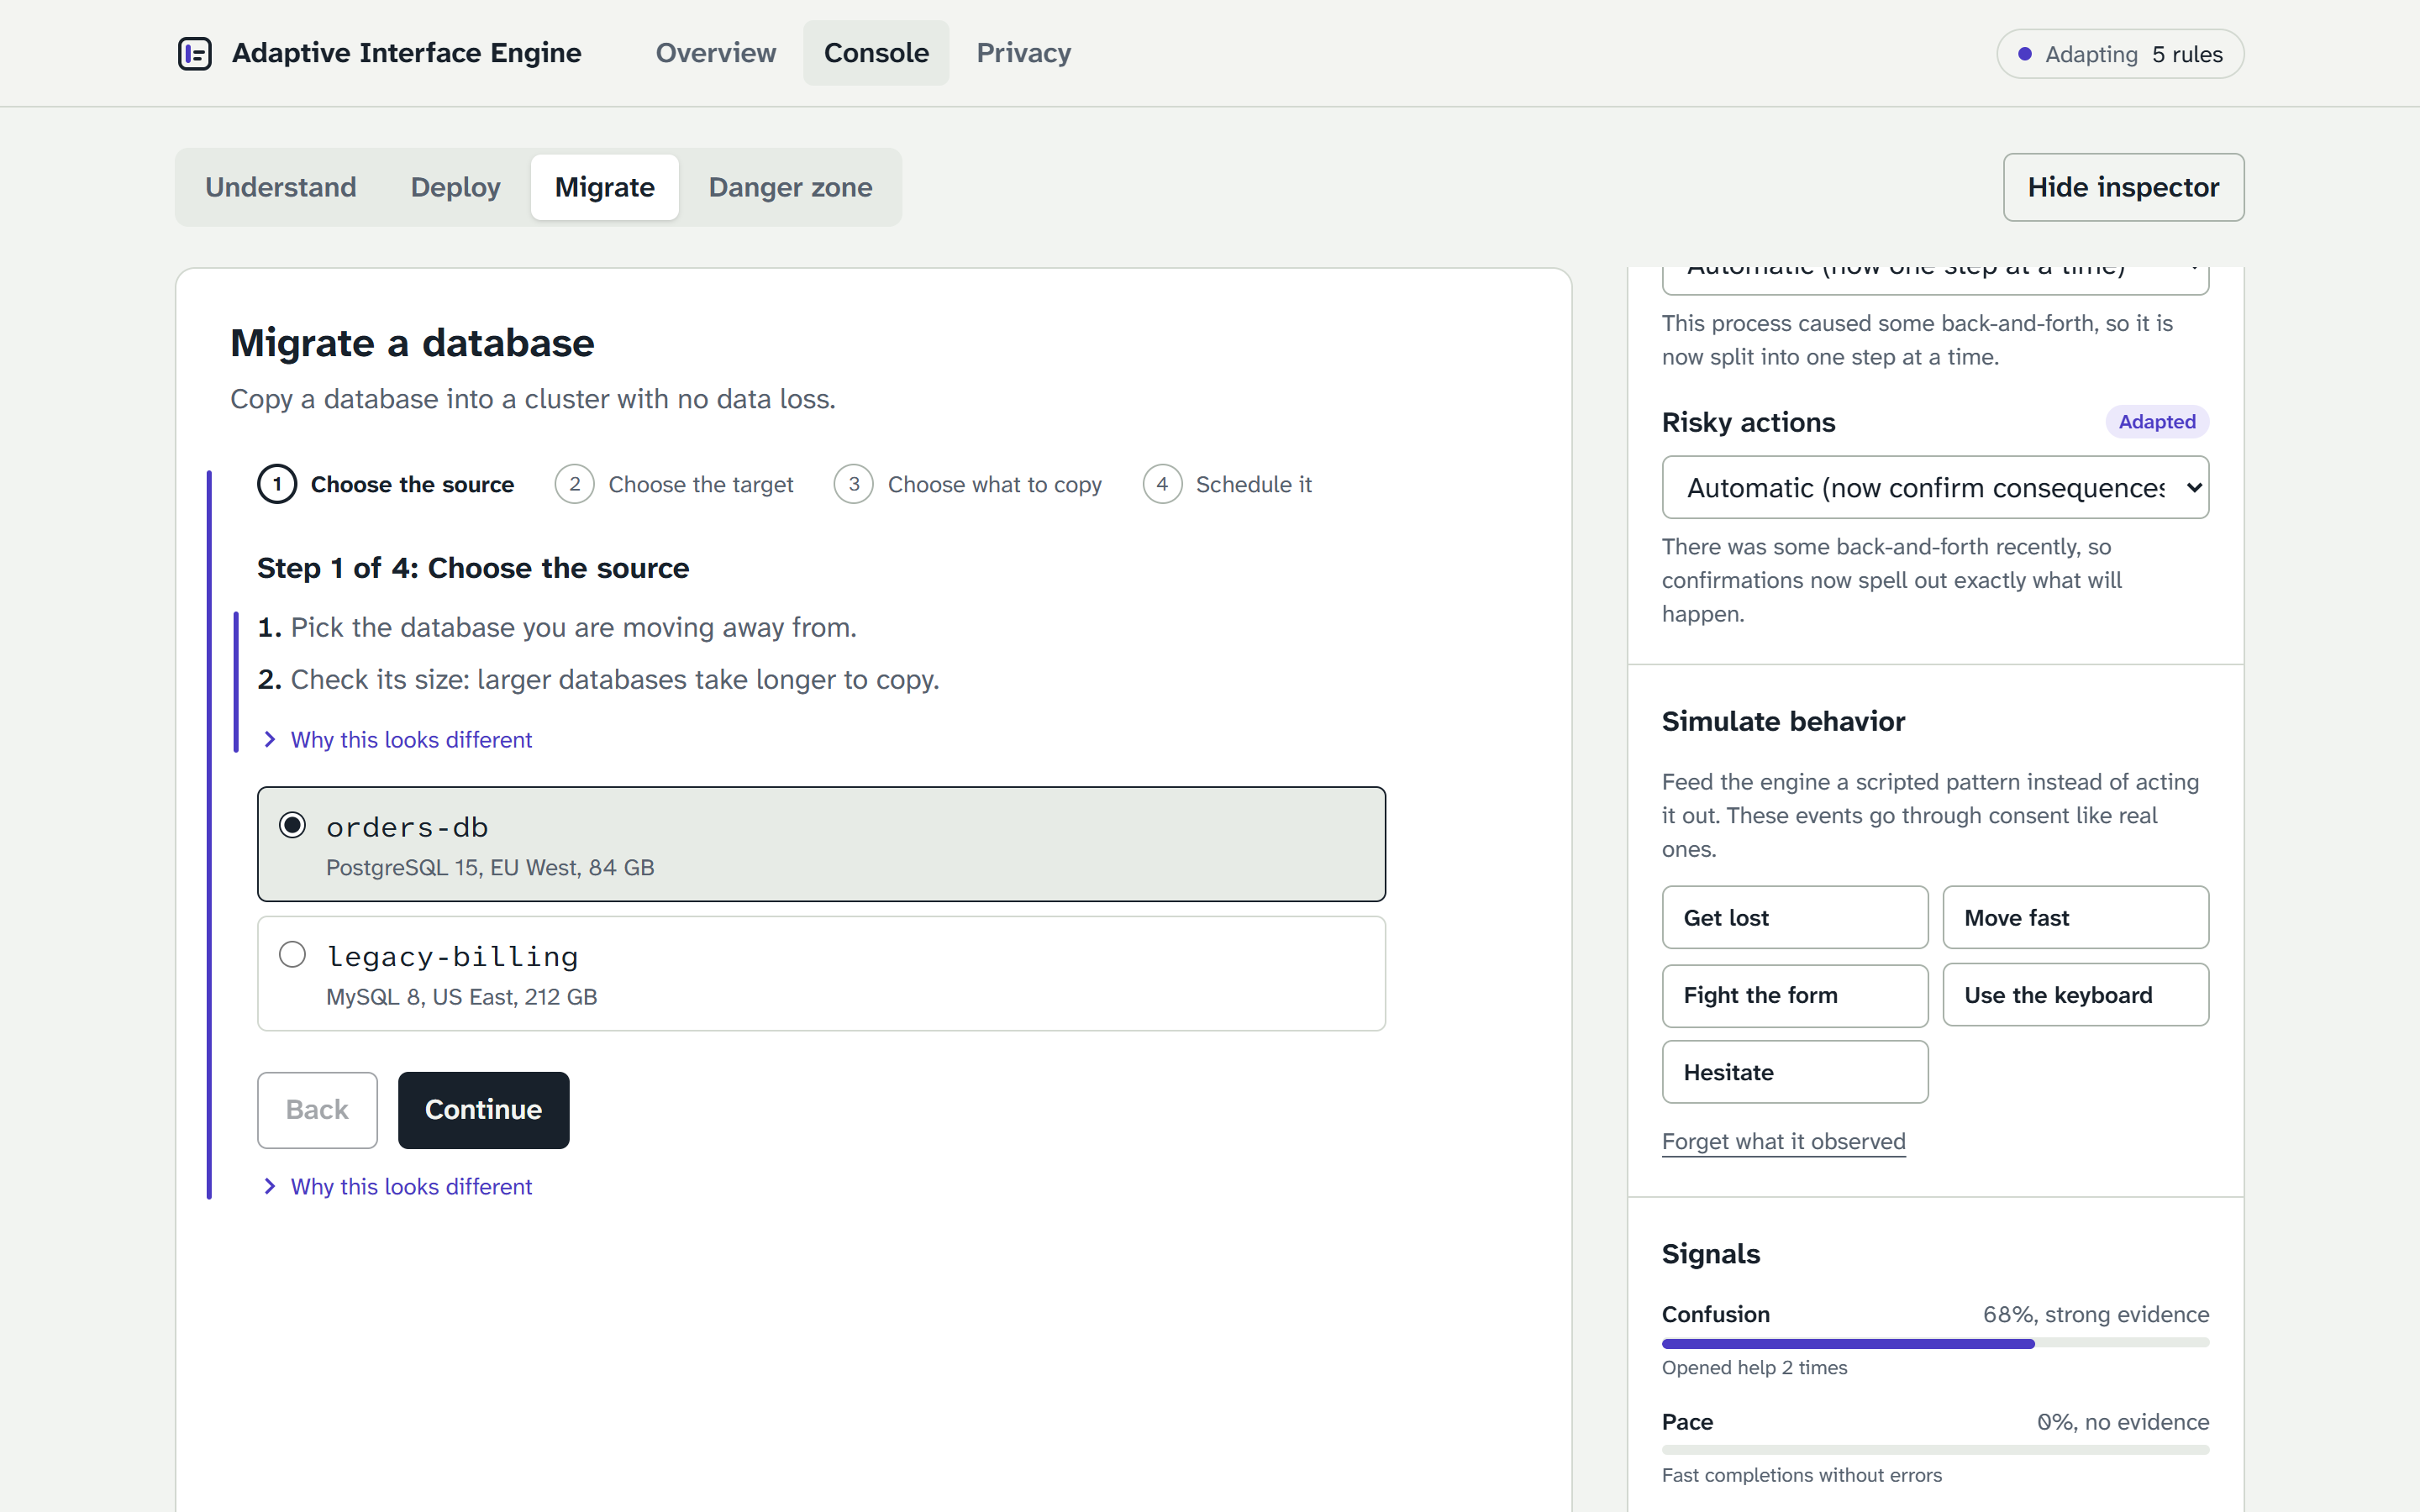 Adaptive Interface Engine
Overview
Console
Privacy
Adapting 5 rules
Understand
Deploy
Migrate
Danger zone
Hide inspector
Migrate a database
Copy a database into a cluster with no data loss.
1 Choose the source
2 Choose the target
3 Choose what to copy
4 Schedule it
Step 1 of 4: Choose the source
1. Pick the database you are moving away from.
2. Check its size: larger databases take longer to copy.
Why this looks different
orders-db
PostgreSQL 15, EU West, 84 GB
legacy-billing
MySQL 8, US East, 212 GB
Back
Continue
Why this looks different
Automatic (now one step at a time)
This process caused some back-and-forth, so it is
now split into one step at a time.
Risky actions
Adapted
Automatic (now confirm consequences
There was some back-and-forth recently, so
confirmations now spell out exactly what will
happen.
Simulate behavior
Feed the engine a scripted pattern instead of acting
it out. These events go through consent like real
ones.
Get lost
Move fast
Fight the form
Use the keyboard
Hesitate
Forget what it observed
Signals
Confusion
68%, strong evidence
Opened help 2 times
Pace
0%, no evidence
Fast completions without errors